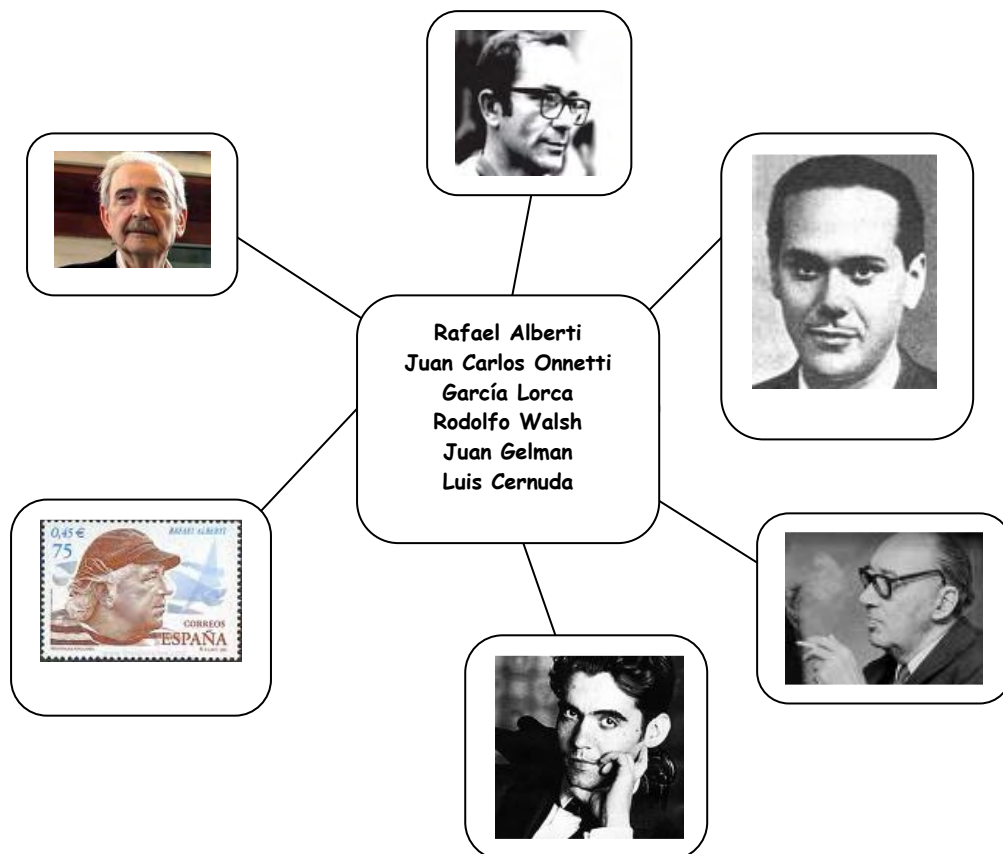 Rafael Alberti
Juan Carlos Onnetti
García Lorca
Rodolfo Walsh
Juan Gelman
Luis Cernuda
0,45 €
RAFAEL ALBERTI
75
CORREOS
ESPAÑA